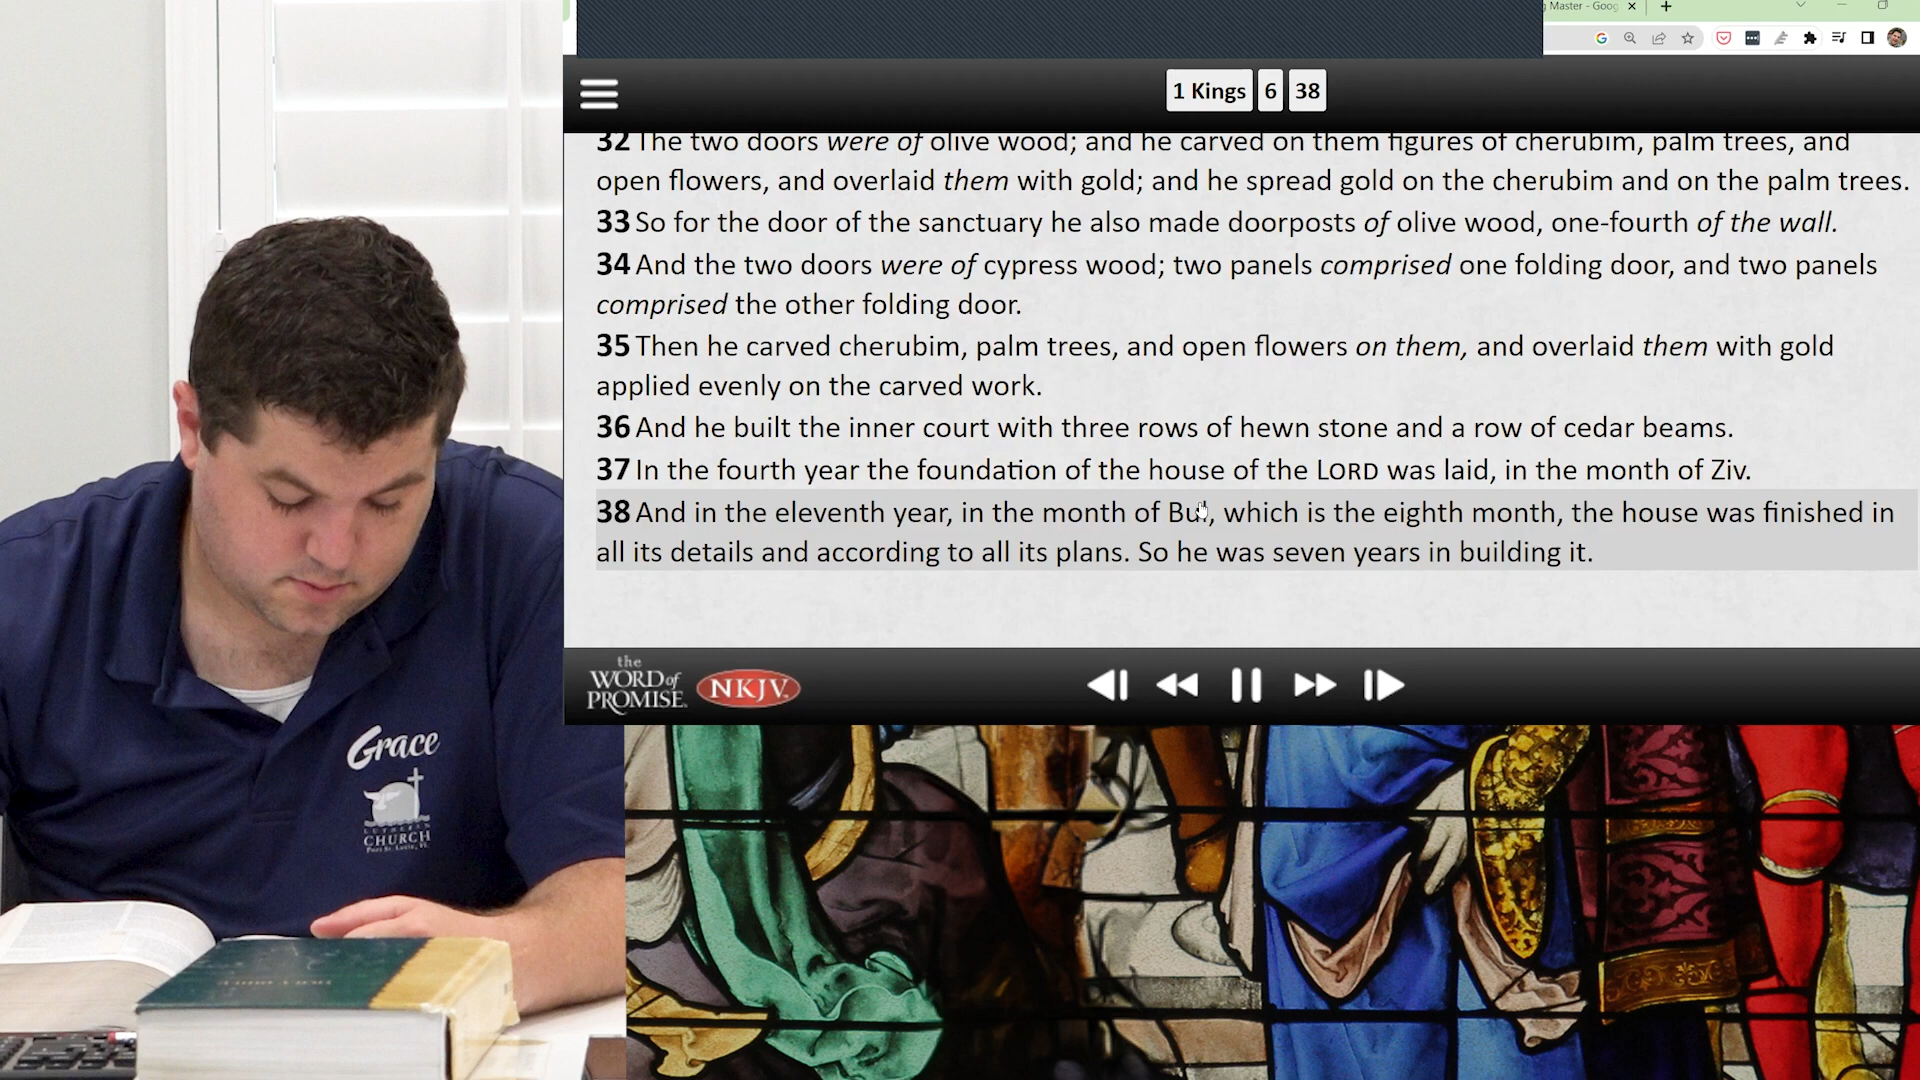 g Master - Goog
1 Kings 6 38
32 The two doors were of olive wood; and he carved on them figures of cherubim, palm trees, and
open flowers, and overlaid them with gold; and he spread gold on the cherubim and on the palm trees.
33 So for the door of the sanctuary he also made doorposts of olive wood, one-fourth of the wall.
34 And the two doors were of cypress wood; two panels comprised one folding door, and two panels
comprised the other folding door.
35 Then he carved cherubim, palm trees, and open flowers on them, and overlaid them with gold
applied evenly on the carved work.
36 And he built the inner court with three rows of hewn stone and a row of cedar beams.
37 In the fourth year the foundation of the house of the LORD was laid, in the month of Ziv.
38 And in the eleventh year, in the month of Bul, which is the eighth month, the house was finished in
all its details and according to all its plans. So he was seven years in building it.
the
WORD of
PROMISE
NKJV
Grace
LUTHERAN
CHURCH
Port St. Lucie, FL